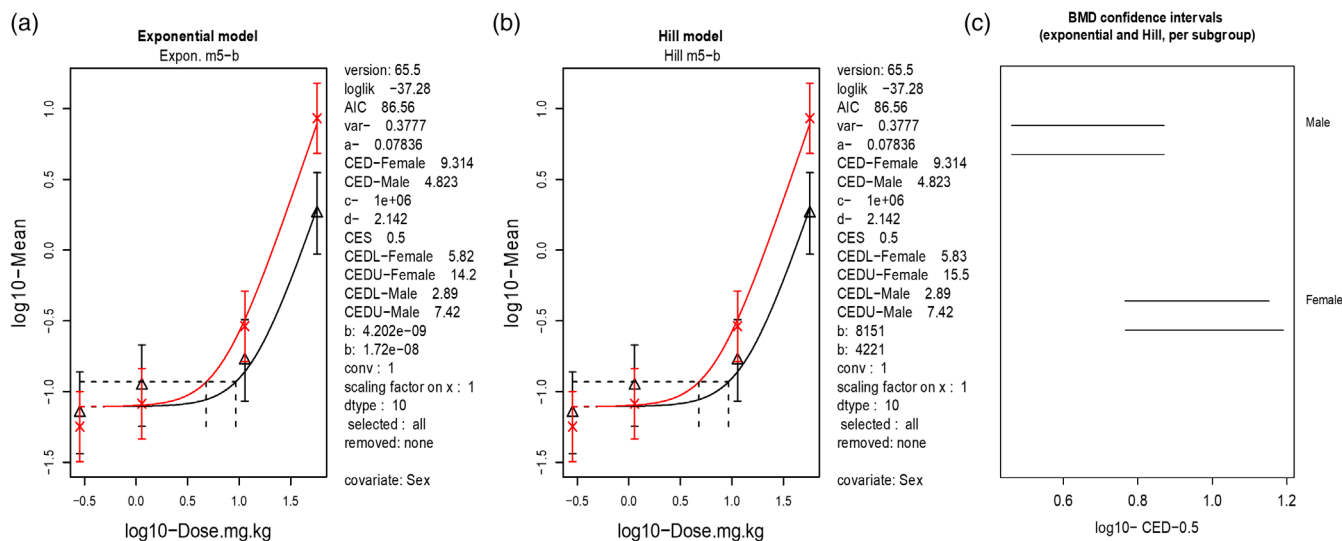 (a)
Exponential model
Expon. m5-b
log10-Mean
1.0
0.5
0.0
-0.5
-1.0
-1.5
-0.5 0.0 0.5 1.0 1.5
log10-Dose.mg.kg
version: 65.5
loglik -37.28
AIC 86.56
var- 0.3777
a- 0.07836
CED-Female 9.314
CED-Male 4.823
c- 1e+06
d- 2.142
CES 0.5
CEDL-Female 5.82
CEDU-Female 14.2
CEDL-Male 2.89
CEDU-Male 7.42
b: 4.202e-09
b: 1.72e-08
conv : 1
scaling factor on x : 1
dtype : 10
selected : all
removed: none
covariate: Sex
(b)
Hill model
Hill m5-b
log10-Mean
1.0
0.5
0.0
-0.5
-1.0
-1.5
-0.5 0.0 0.5 1.0 1.5
log10-Dose.mg.kg
version: 65.5
loglik -37.28
AIC 86.56
var- 0.3777
a- 0.07836
CED-Female 9.314
CED-Male 4.823
c- 1e+06
d- 2.142
CES 0.5
CEDL-Female 5.83
CEDU-Female 15.5
CEDL-Male 2.89
CEDU-Male 7.42
b: 8151
b: 4221
conv : 1
scaling factor on x : 1
dtype : 10
selected : all
removed: none
covariate: Sex
(c)
BMD confidence intervals
(exponential and Hill, per subgroup)
Male
Female
0.6 0.8 1.0 1.2
log10- CED-0.5